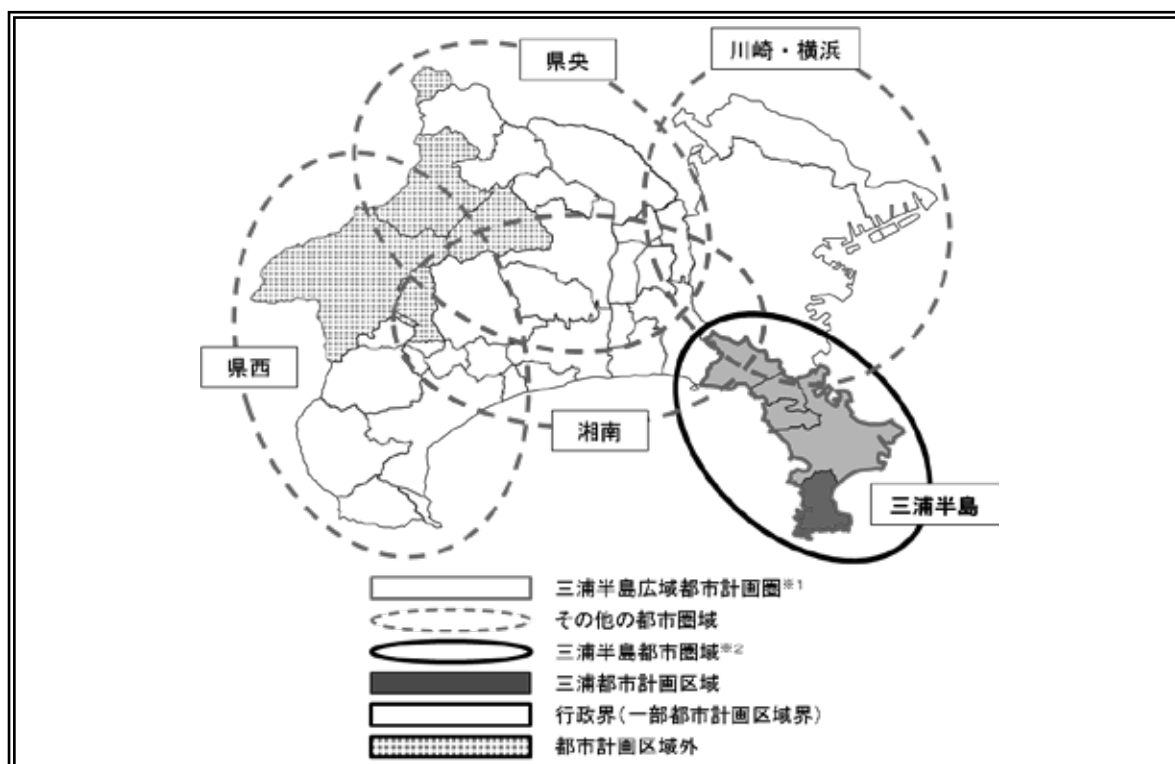 県央
川崎・横浜
県西
湘南
三浦半島
三浦半島広域都市計画圏※1
その他の都市圏域
三浦半島都市圏域※2
三浦都市計画区域
行政界（一部都市計画区域界）
都市計画区域外